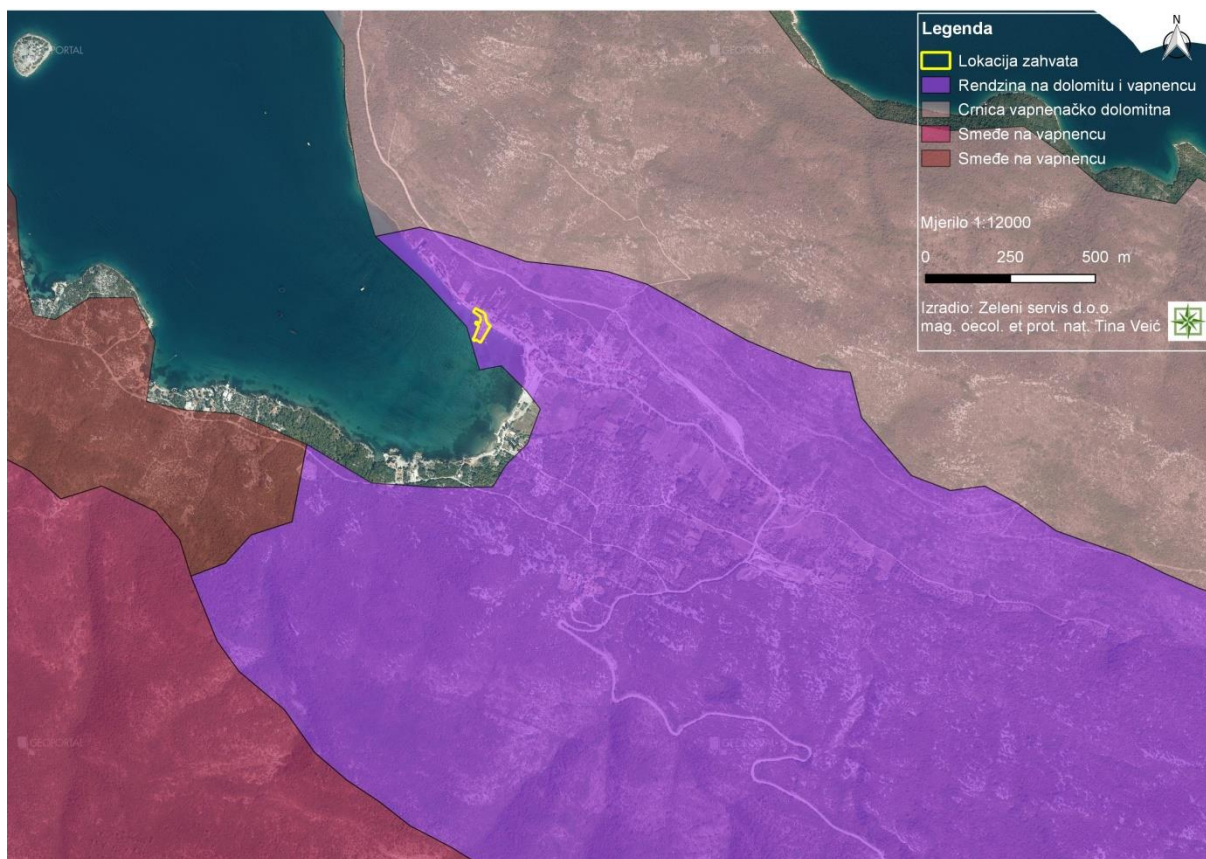 PORTAL
GEOPORTAL
N
Legenda
Lokacija zahvata
Rendzina na dolomitu i vapnencu
Crnica vapnenačko dolomitna
Smeđe na vapnencu
Smeđe na vapnencu
Mjerilo 1:12000
0 250 500 m
Izradio: Zeleni servis d.o.o.
mag. oecol. et prot. nat. Tina Veić
GEOPORTAL
GEOPORTAL